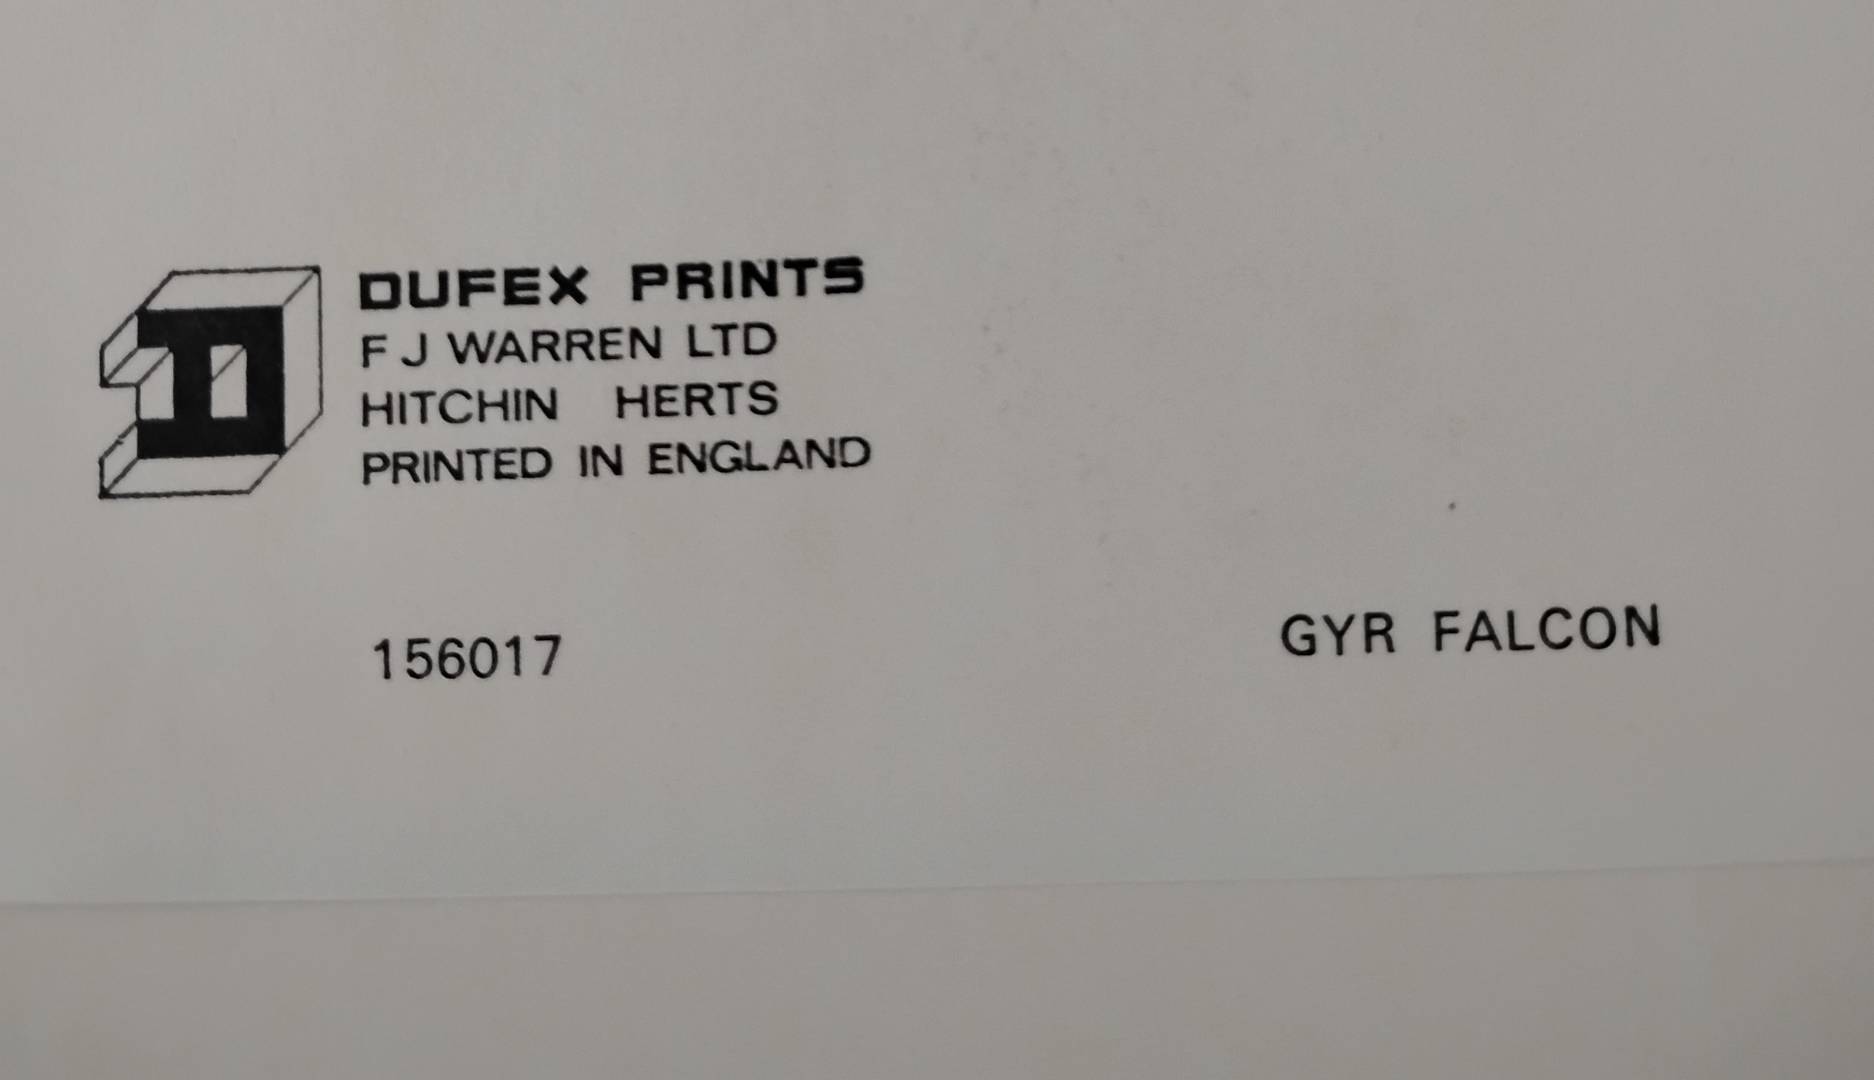 DUFEX PRINTS
F J WARREN LTD
HITCHIN HERTS
PRINTED IN ENGLAND
156017
GYR FALCON